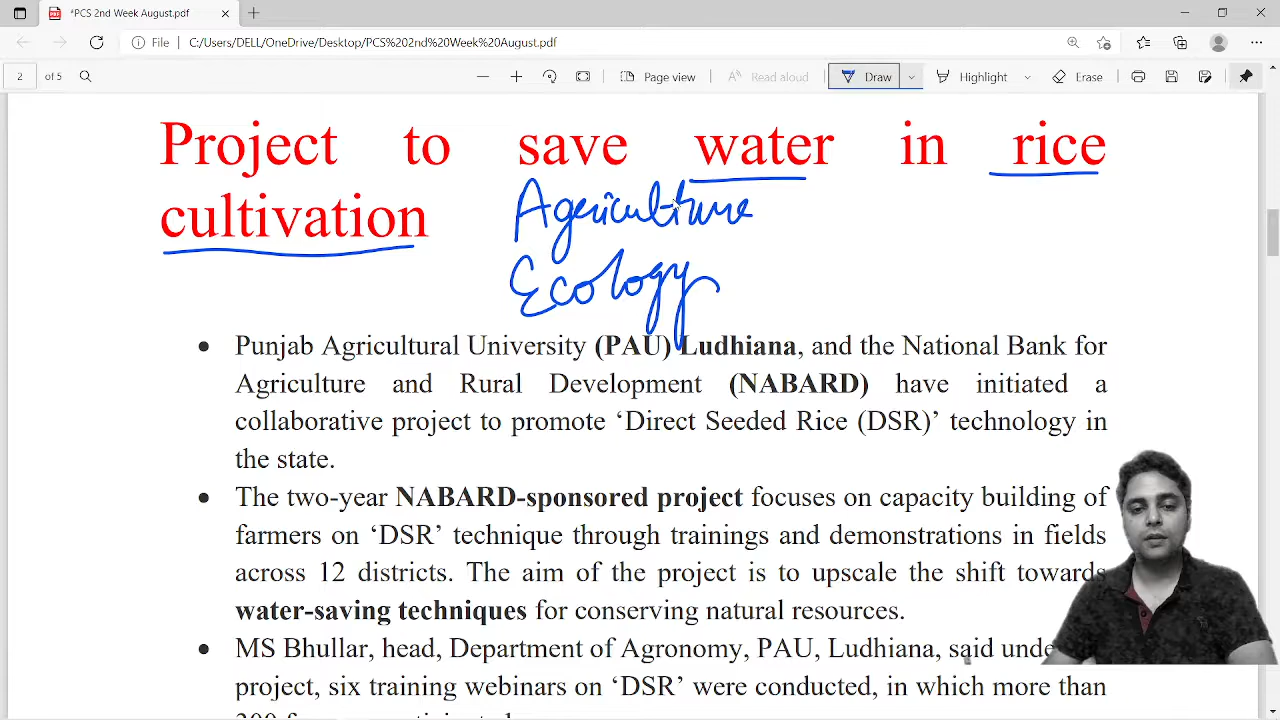 *PCS 2nd Week August.pdf
File C:/Users/DELL/OneDrive/Desktop/PCS%202nd%20Week%20August.pdf
2 of 5 Page view Read aloud Draw Highlight Erase
Project to save water in rice
cultivation
Agriculture
Ecology
• Punjab Agricultural University (PAU) Ludhiana, and the National Bank for
Agriculture and Rural Development (NABARD) have initiated a
collaborative project to promote ‘Direct Seeded Rice (DSR)’ technology in
the state.
• The two-year NABARD-sponsored project focuses on capacity building of
farmers on ‘DSR’ technique through trainings and demonstrations in fields
across 12 districts. The aim of the project is to upscale the shift towards
water-saving techniques for conserving natural resources.
• MS Bhullar, head, Department of Agronomy, PAU, Ludhiana, said
project, six training webinars on ‘DSR’ were conducted, in which more than